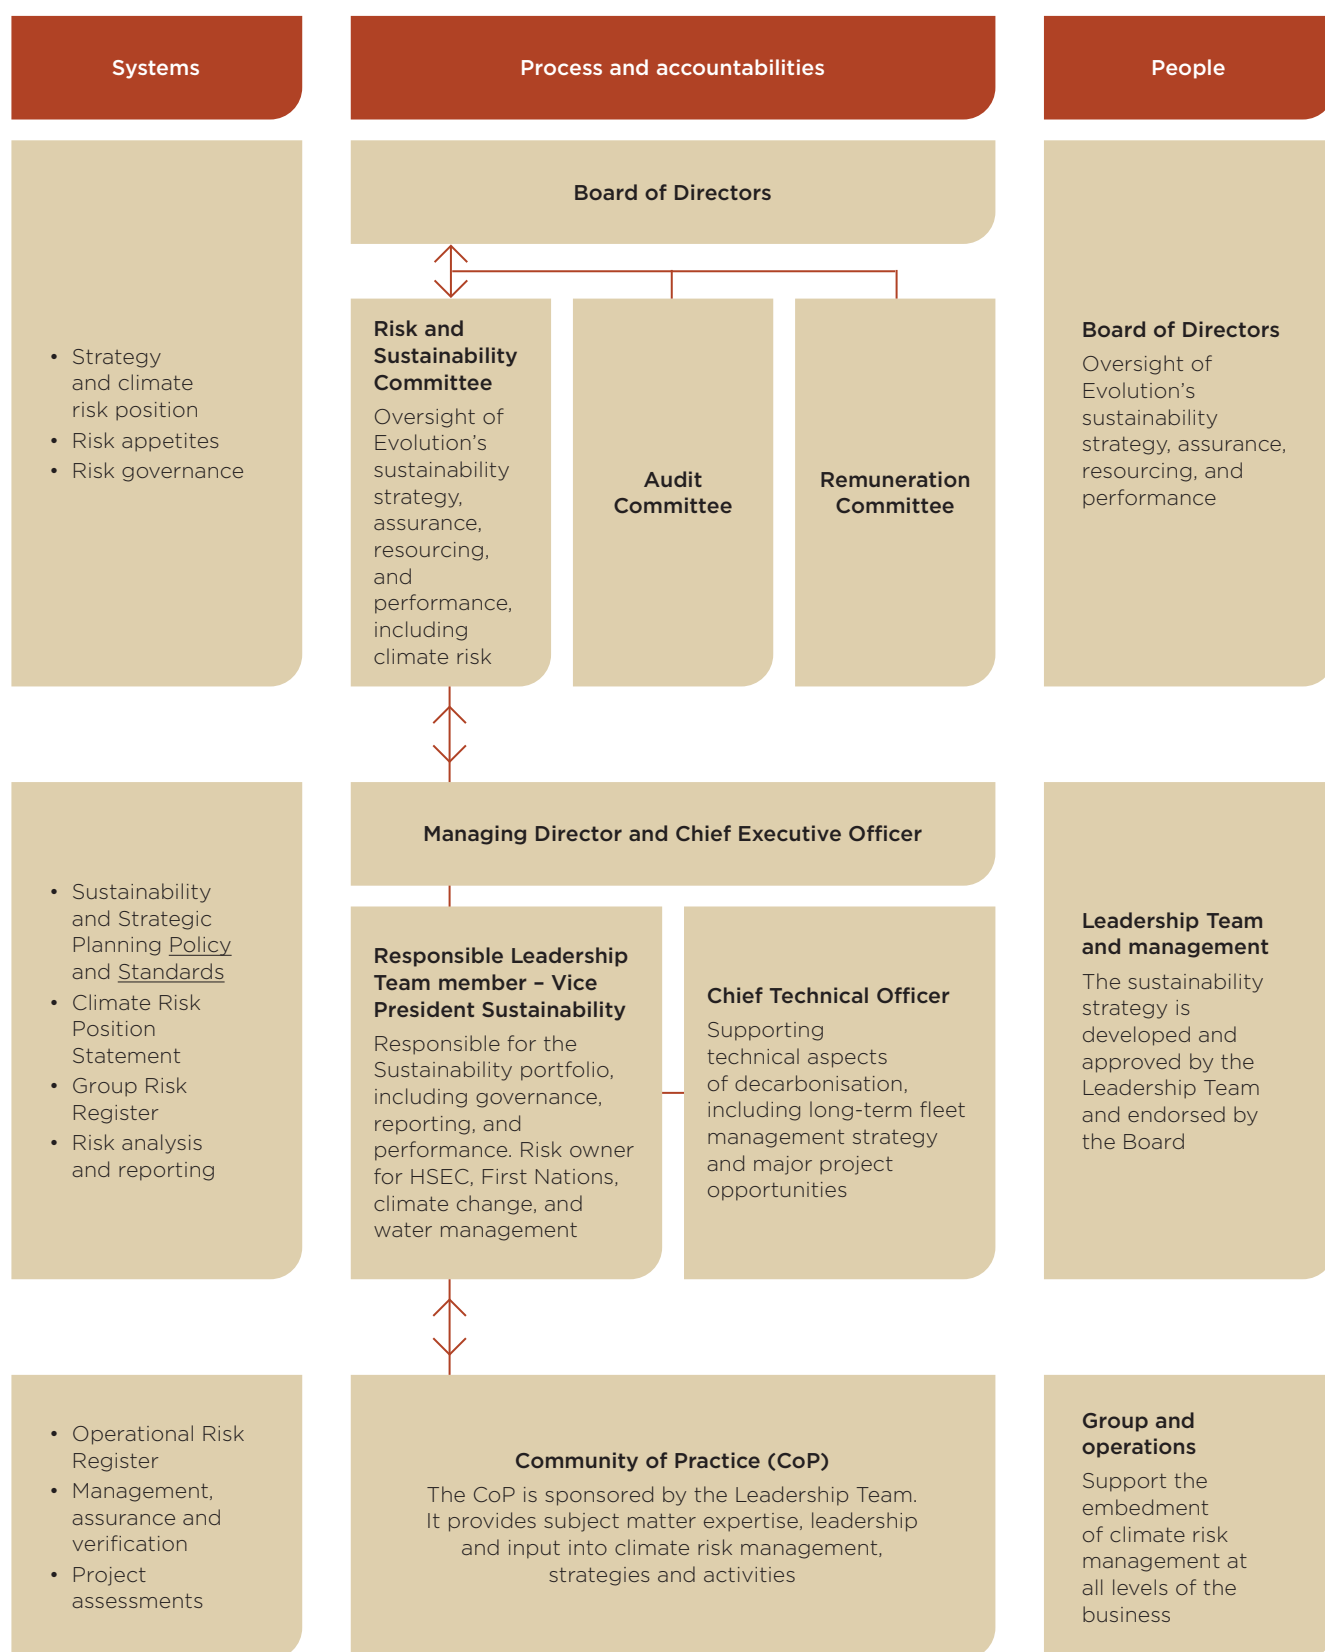 Systems
Process and accountabilities
People
• Strategy
and climate
risk position
• Risk appetites
• Risk governance
Board of Directors
Risk and
Sustainability
Committee
Oversight of
Evolution’s
sustainability
strategy,
assurance,
resourcing,
and
performance,
including
climate risk
Audit
Committee
Remuneration
Committee
Board of Directors
Oversight of
Evolution’s
sustainability
strategy, assurance,
resourcing, and
performance
• Sustainability
and Strategic
Planning Policy
and Standards
• Climate Risk
Position
Statement
• Group Risk
Register
• Risk analysis
and reporting
Managing Director and Chief Executive Officer
Responsible Leadership
Team member – Vice
President Sustainability
Responsible for the
Sustainability portfolio,
including governance,
reporting, and
performance. Risk owner
for HSEC, First Nations,
climate change, and
water management
Chief Technical Officer
Supporting
technical aspects
of decarbonisation,
including long-term fleet
management strategy
and major project
opportunities
Leadership Team
and management
The sustainability
strategy is
developed and
approved by the
Leadership Team
and endorsed by
the Board
• Operational Risk
Register
• Management,
assurance and
verification
• Project
assessments
Community of Practice (CoP)
The CoP is sponsored by the Leadership Team.
It provides subject matter expertise, leadership
and input into climate risk management,
strategies and activities
Group and
operations
Support the
embedment
of climate risk
management at
all levels of the
business